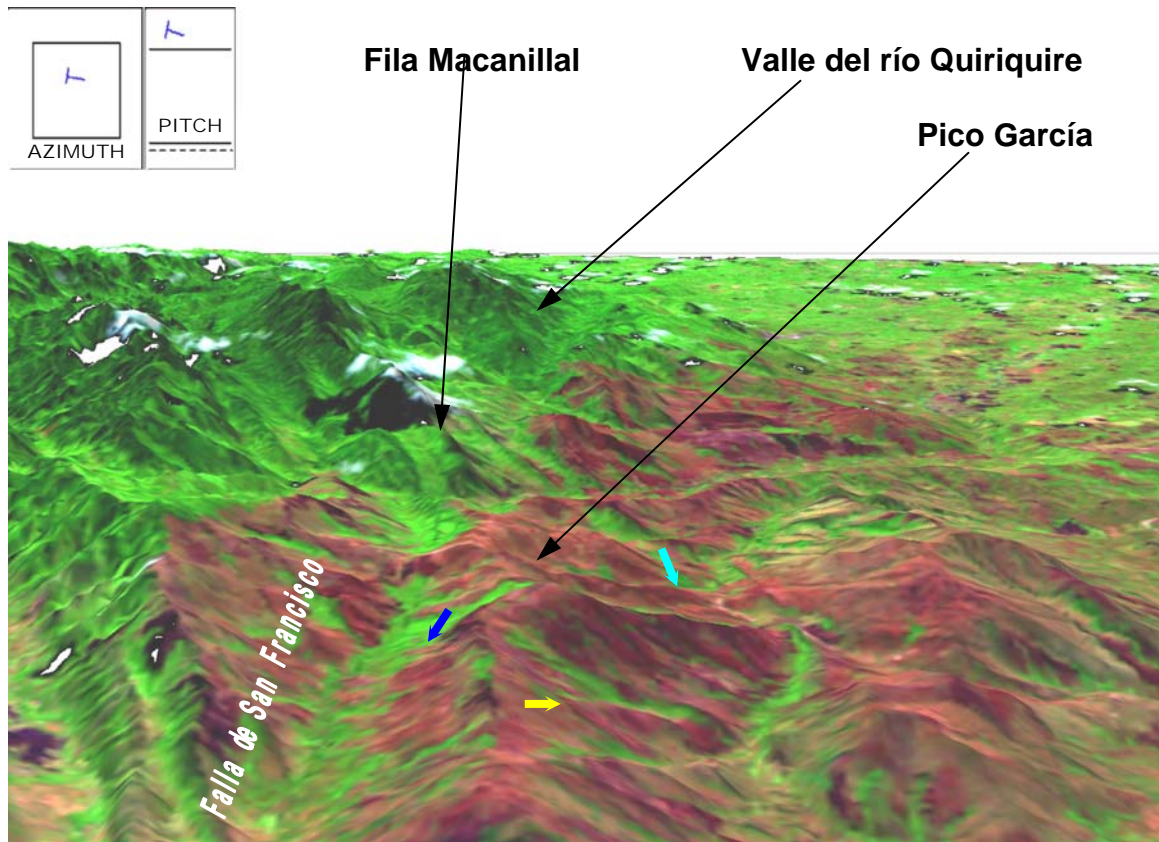 AZIMUTH
PITCH
Fila Macanillal
Valle del río Quiriquire
Pico García
Falla de San Francisco